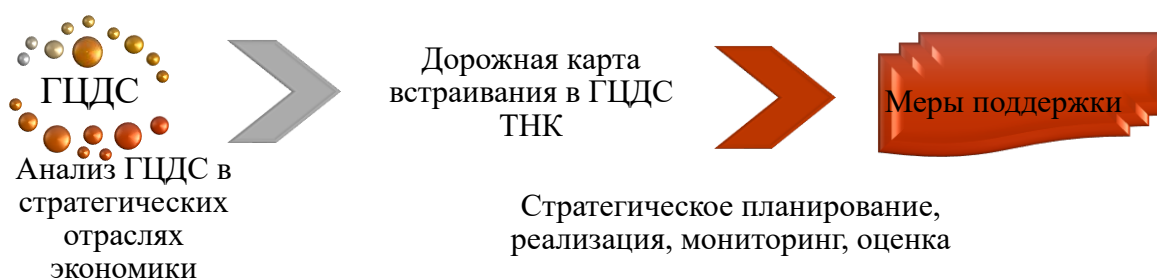 ГЦДС
Анализ ГЦДС в
стратегических
отраслях
экономики
Дорожная карта
встраивания в ГЦДС
ТНК
Меры поддержки
Стратегическое планирование,
реализация, мониторинг, оценка